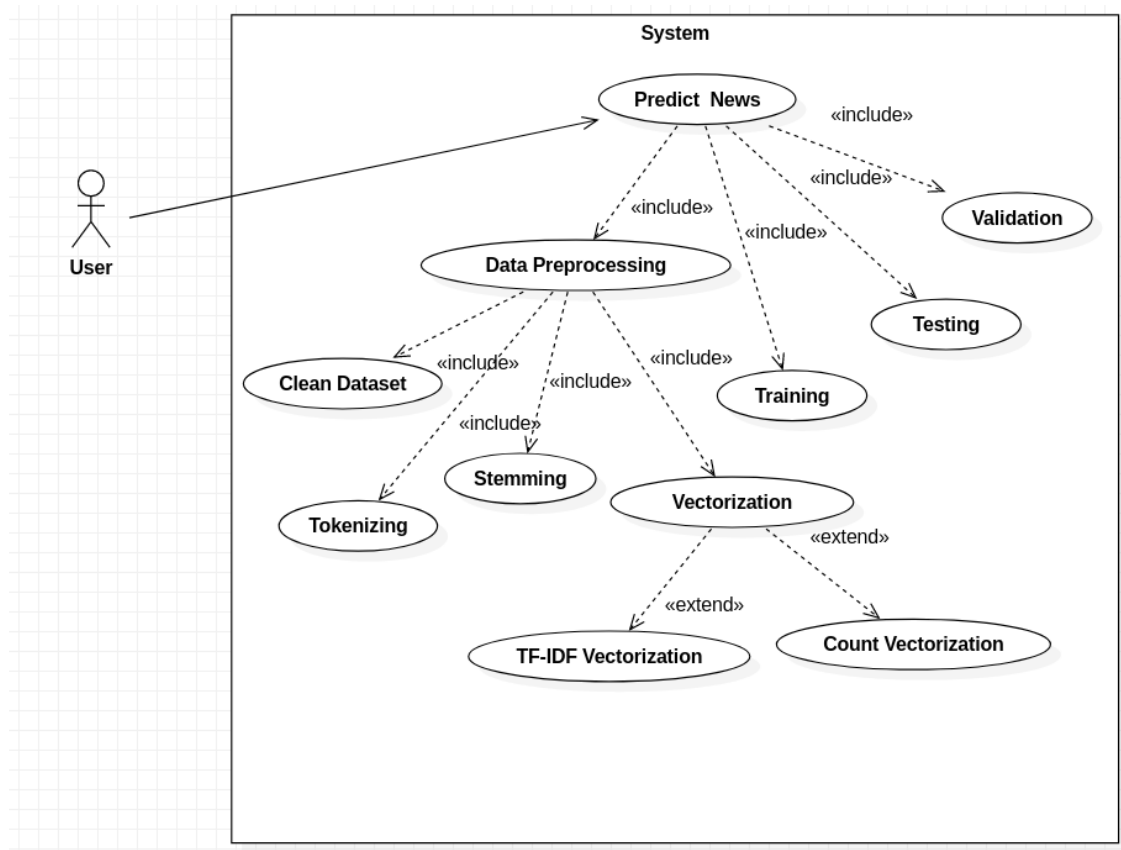 System
Predict  News
«include»
«include»
«include»
Validation
«include»
User
Data Preprocessing
Testing
«include»
«include»
Clean Dataset
«include»
Training
«include»
Stemming
Vectorization
Tokenizing
«extend»
«extend»
Count Vectorization
TF-IDF Vectorization